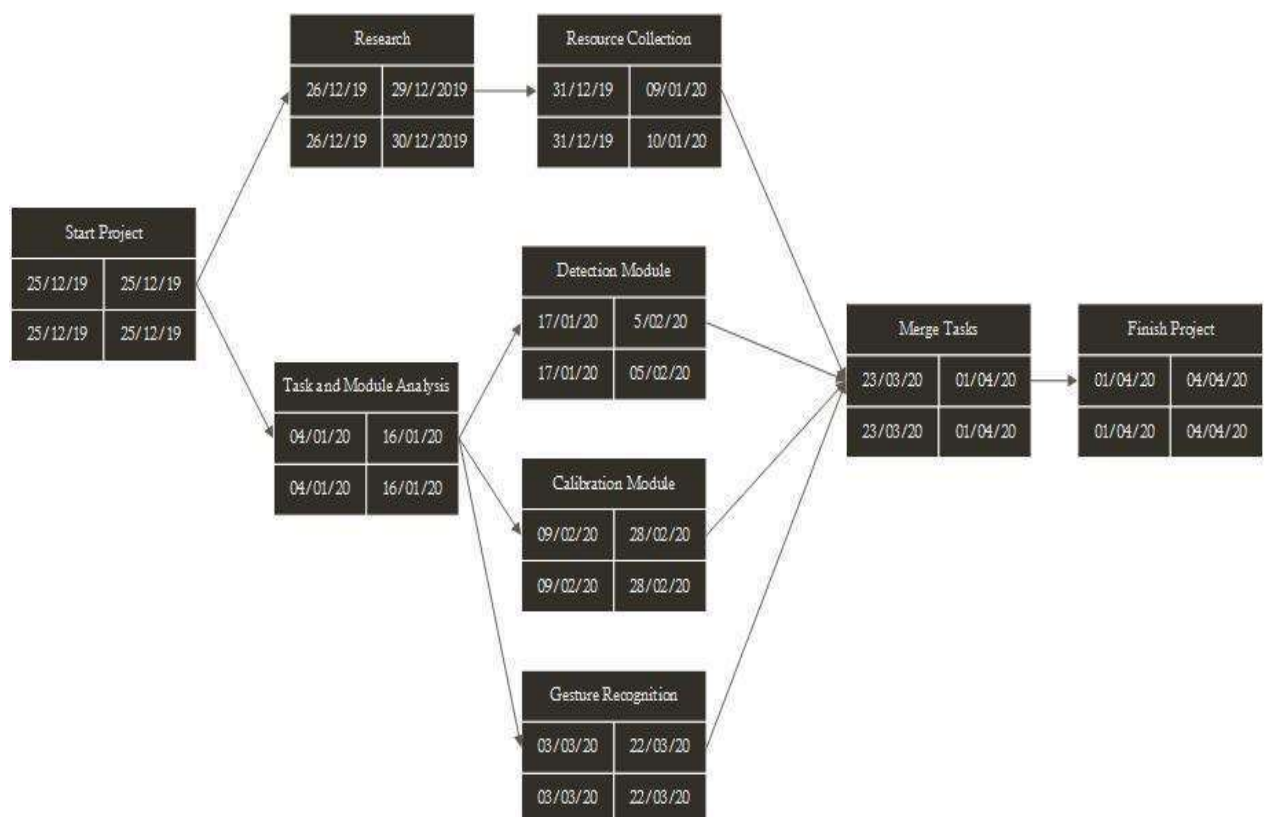 Research
26/12/19 29/12/2019
26/12/19 30/12/2019
Resource Collection
31/12/19 09/01/20
31/12/19 10/01/20
Start Project
25/12/19 25/12/19
25/12/19 25/12/19
Task and Module Analysis
04/01/20 16/01/20
04/01/20 16/01/20
Detection Module
17/01/20 5/02/20
17/01/20 05/02/20
Calibration Module
09/02/20 28/02/20
09/02/20 28/02/20
Gesture Recognition
03/03/20 22/03/20
03/03/20 22/03/20
Merge Tasks
23/03/20 01/04/20
23/03/20 01/04/20
Finish Project
01/04/20 04/04/20
01/04/20 04/04/20